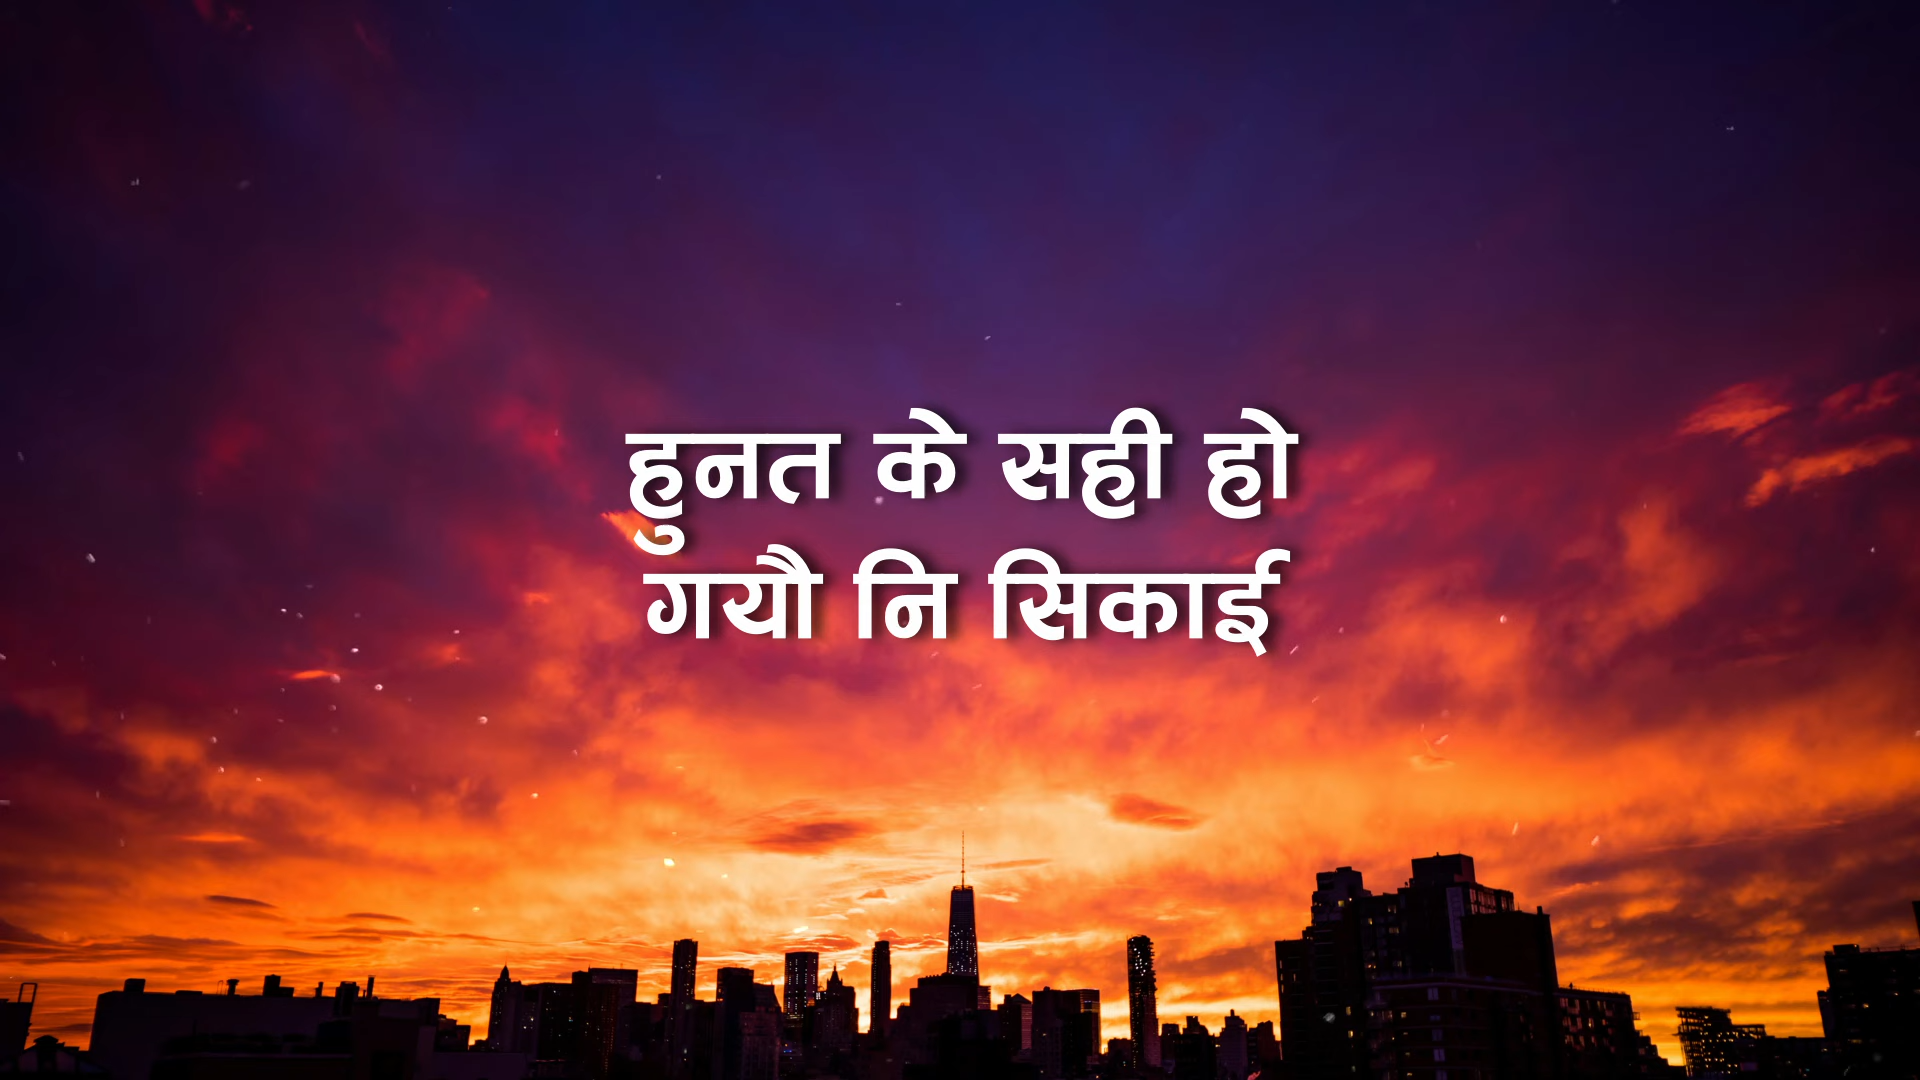 हुनत के सही हो
गयौ नि सिकाई